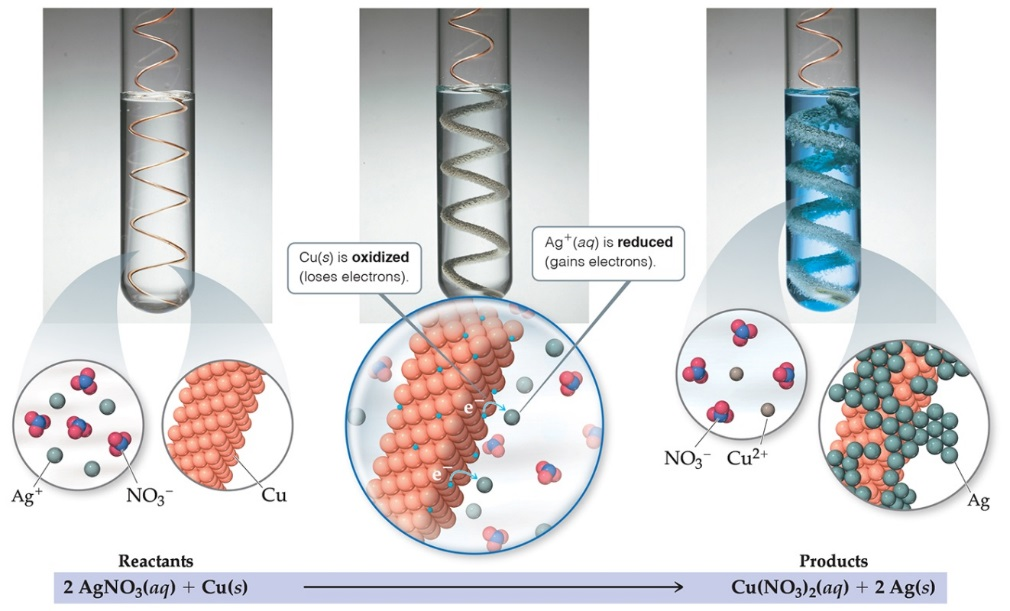 Cu(s) is oxidized
(loses electrons).
Ag⁺(aq) is reduced
(gains electrons).
e⁻
e⁻
Ag⁺
NO₃⁻
Cu
NO₃⁻
Cu²⁺
Ag
Reactants
2 AgNO₃(aq) + Cu(s)
Products
Cu(NO₃)₂(aq) + 2 Ag(s)